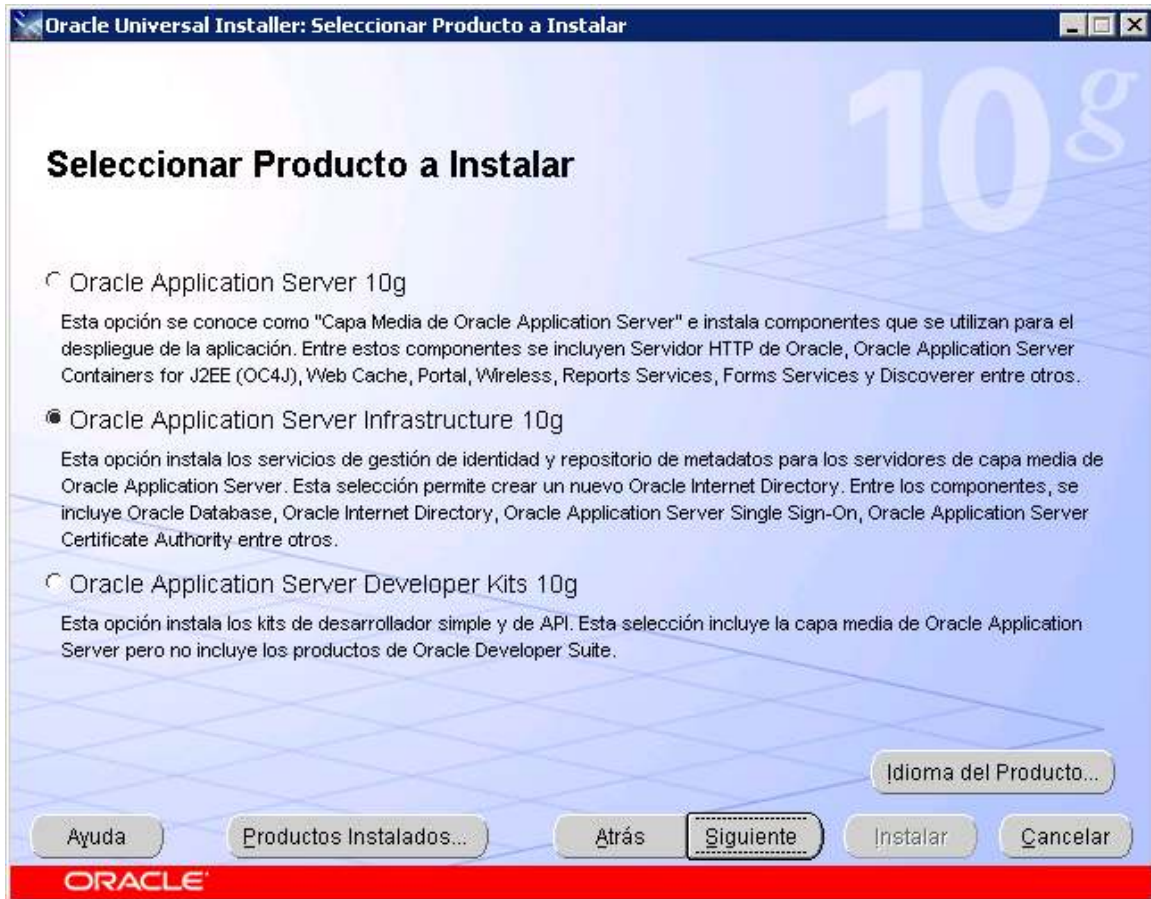 Oracle Universal Installer: Seleccionar Producto a Instalar
10g
Seleccionar Producto a Instalar
Oracle Application Server 10g
Esta opción se conoce como "Capa Media de Oracle Application Server" e instala componentes que se utilizan para el
despliegue de la aplicación. Entre estos componentes se incluyen Servidor HTTP de Oracle, Oracle Application Server
Containers for J2EE (OC4J), Web Cache, Portal, Wireless, Reports Services, Forms Services y Discoverer entre otros.
Oracle Application Server Infrastructure 10g
Esta opción instala los servicios de gestión de identidad y repositorio de metadatos para los servidores de capa media de
Oracle Application Server. Esta selección permite crear un nuevo Oracle Internet Directory. Entre los componentes, se
incluye Oracle Database, Oracle Internet Directory, Oracle Application Server Single Sign-On, Oracle Application Server
Certificate Authority entre otros.
Oracle Application Server Developer Kits 10g
Esta opción instala los kits de desarrollador simple y de API. Esta selección incluye la capa media de Oracle Application
Server pero no incluye los productos de Oracle Developer Suite.
Idioma del Producto...
Ayuda Productos Instalados... Atrás Siguiente Instalar Cancelar
ORACLE